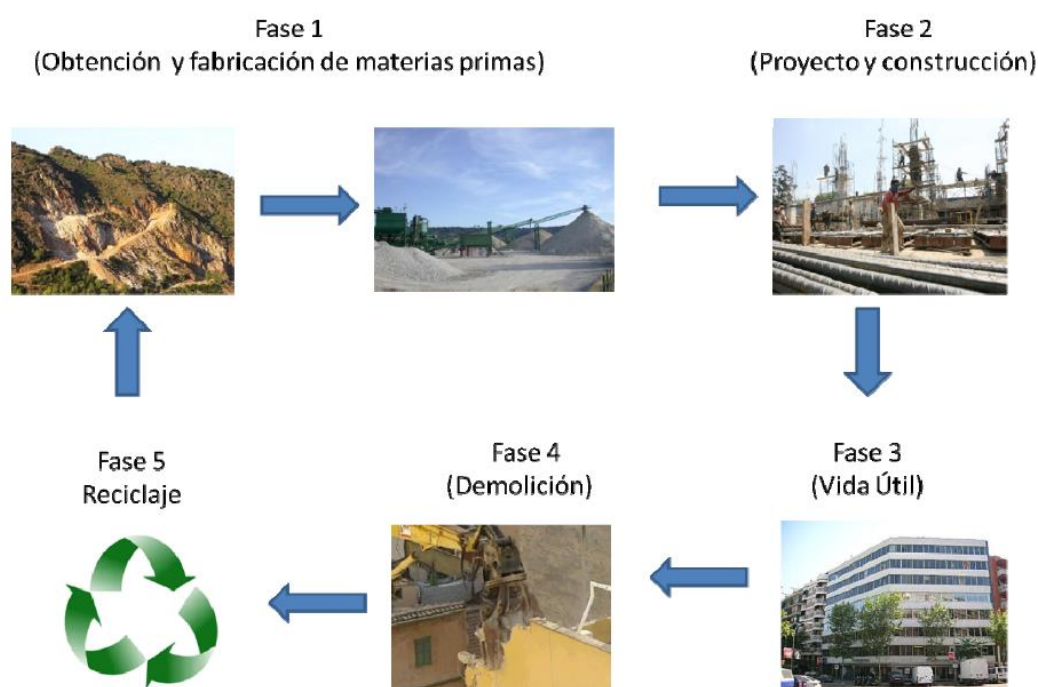 Fase 1
(Obtención y fabricación de materias primas)
Fase 2
(Proyecto y construcción)
Fase 3
(Vida Útil)
Fase 4
(Demolición)
Fase 5
Reciclaje